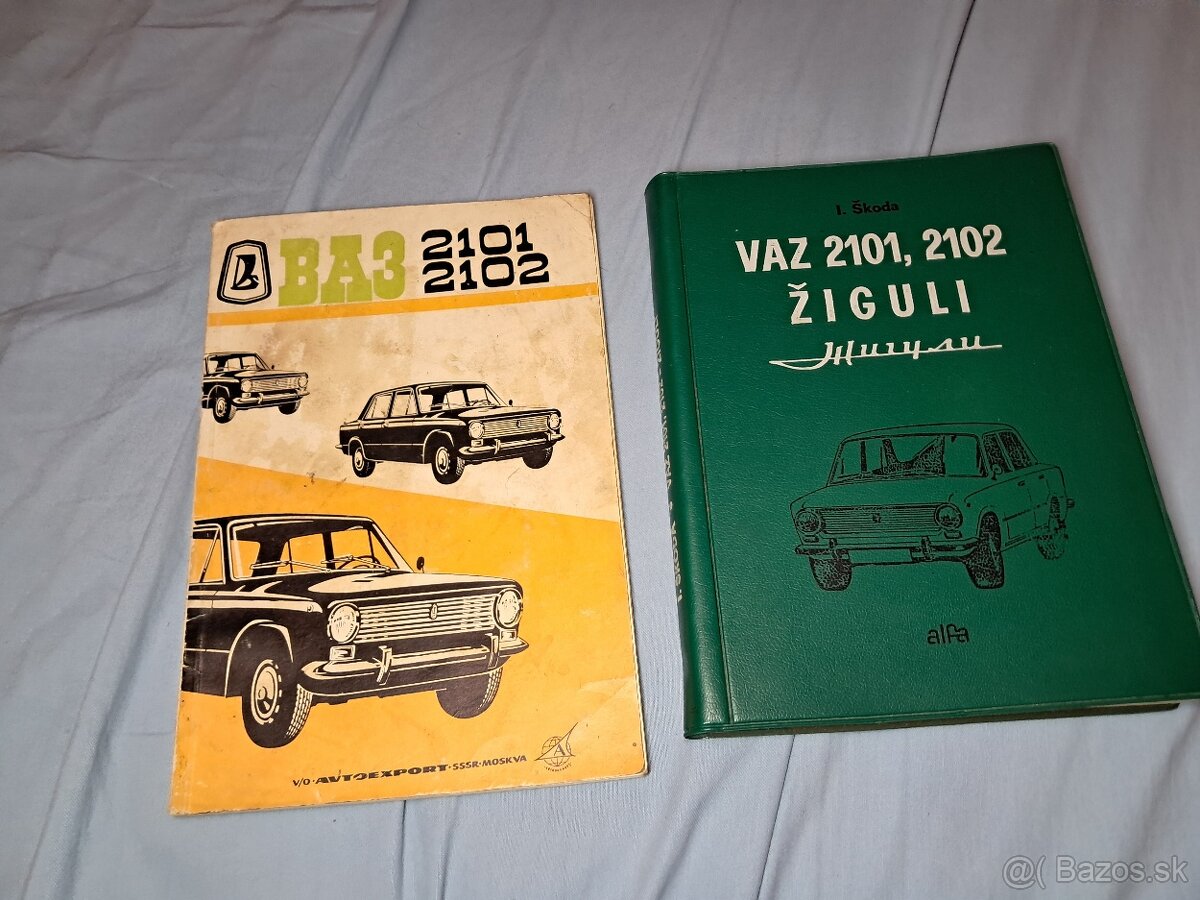 ВАЗ 2101
2102
V/O · AVTOEXPORT · SSSR · MOSKVA
I. Škoda
VAZ 2101, 2102
ŽIGULI
Жигули
alfa
@( Bazos.sk